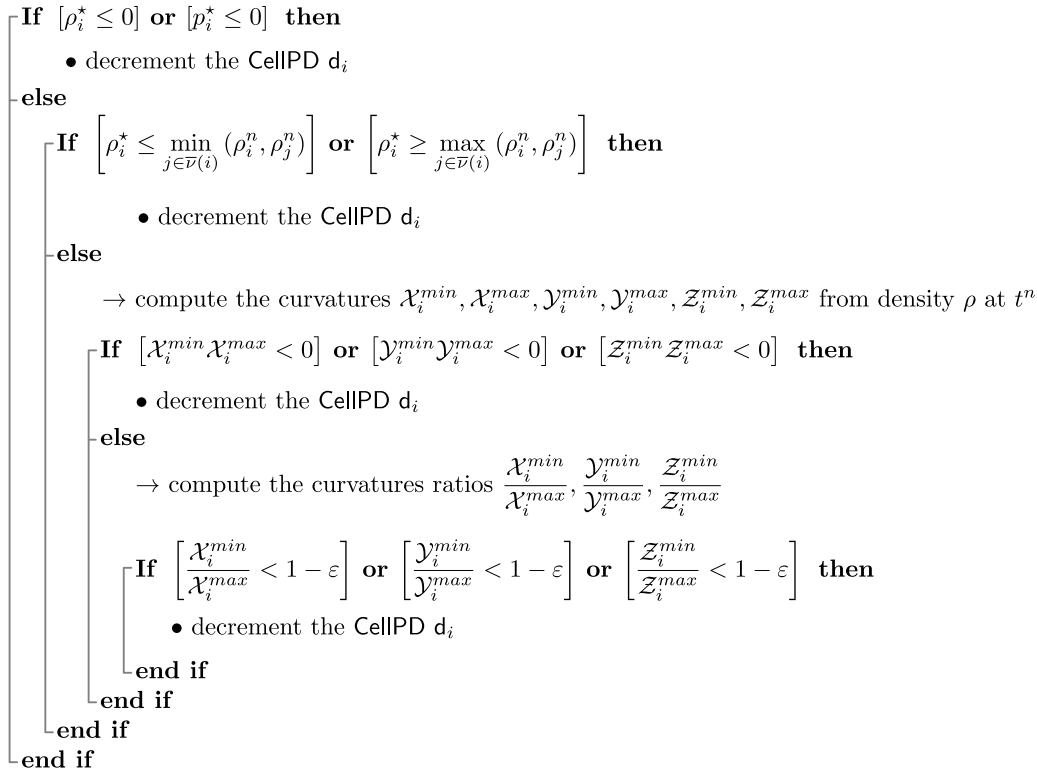 If [ρ_i^⋆ ≤ 0] or [p_i^⋆ ≤ 0] then
• decrement the CellPD d_i
else
If [ρ_i^⋆ ≤ min_{j∈ν̅(i)} (ρ_i^n, ρ_j^n)] or [ρ_i^⋆ ≥ max_{j∈ν̅(i)} (ρ_i^n, ρ_j^n)] then
• decrement the CellPD d_i
else
→ compute the curvatures 𝒳_i^{min}, 𝒳_i^{max}, 𝒴_i^{min}, 𝒴_i^{max}, 𝒵_i^{min}, 𝒵_i^{max} from density ρ at t^n
If [𝒳_i^{min} 𝒳_i^{max} < 0] or [𝒴_i^{min} 𝒴_i^{max} < 0] or [𝒵_i^{min} 𝒵_i^{max} < 0] then
• decrement the CellPD d_i
else
→ compute the curvatures ratios 𝒳_i^{min}/𝒳_i^{max}, 𝒴_i^{min}/𝒴_i^{max}, 𝒵_i^{min}/𝒵_i^{max}
If [𝒳_i^{min}/𝒳_i^{max} < 1 − ε] or [𝒴_i^{min}/𝒴_i^{max} < 1 − ε] or [𝒵_i^{min}/𝒵_i^{max} < 1 − ε] then
• decrement the CellPD d_i
end if
end if
end if
end if